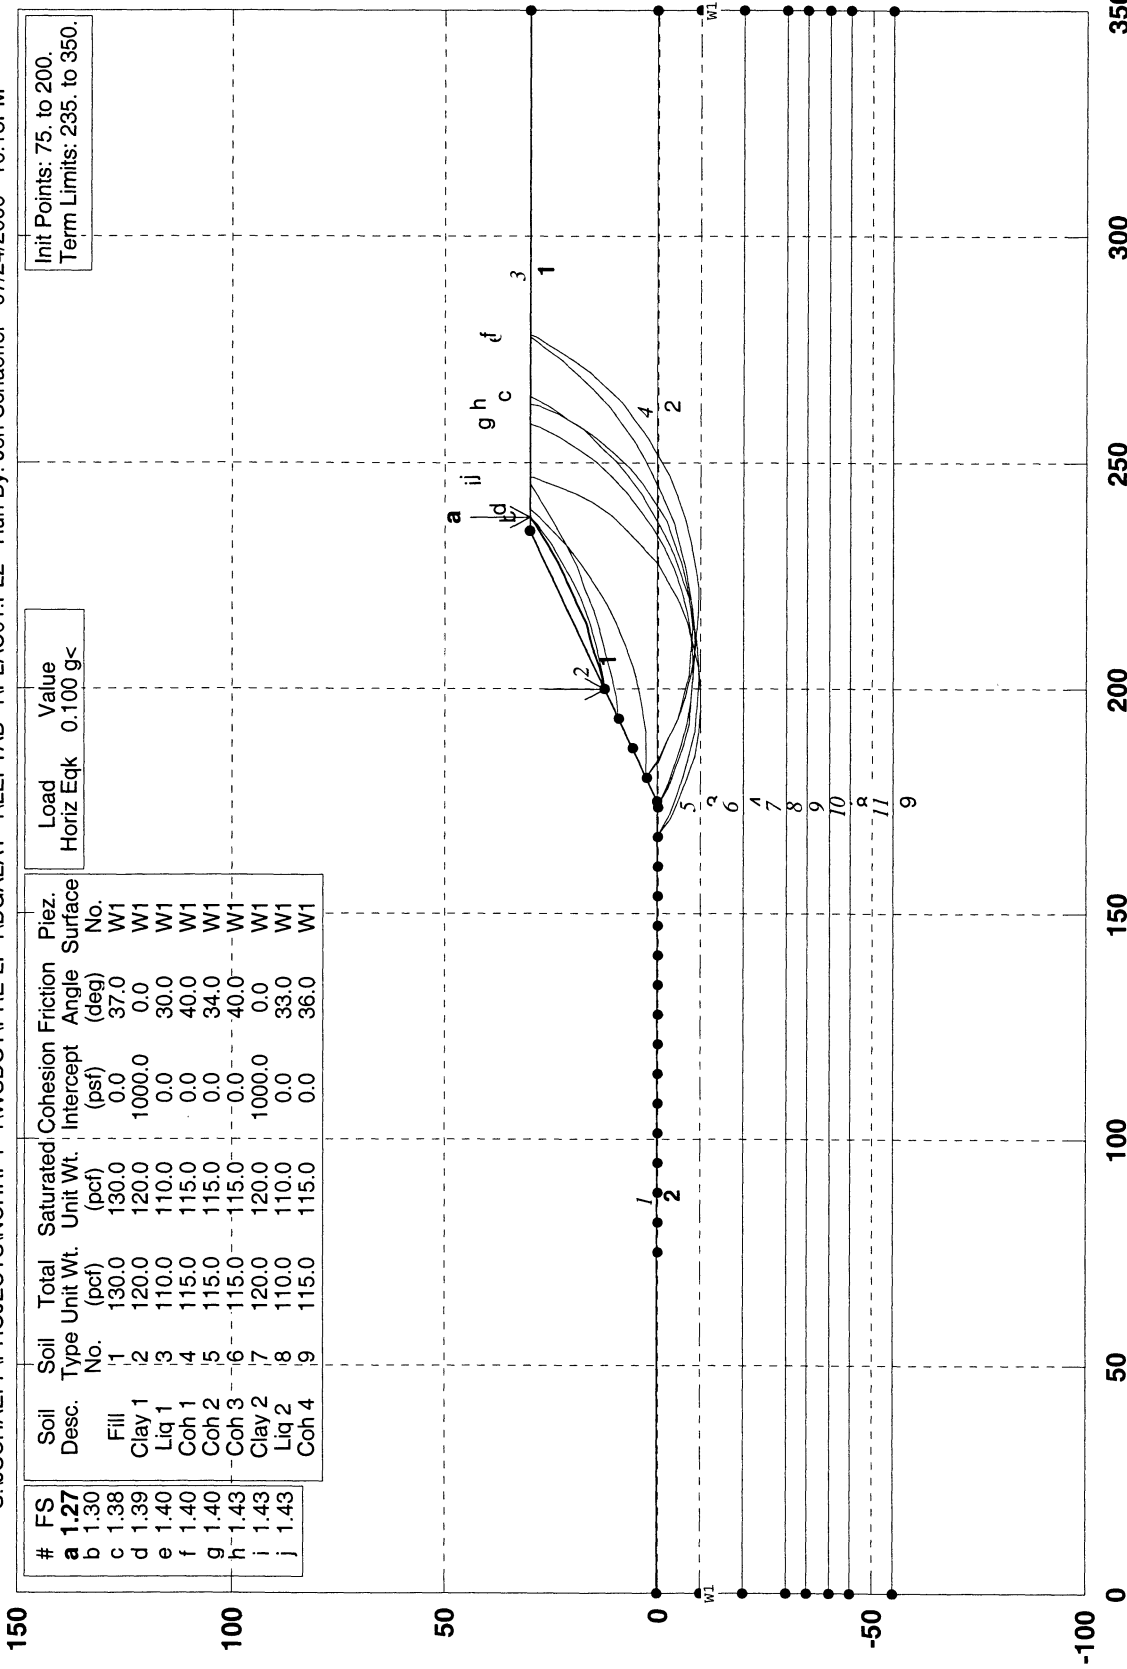 # FS
a 1.27
b 1.30
c 1.38
d 1.39
e 1.40
f 1.40
g 1.40
h 1.43
i 1.43
j 1.43
Soil Soil Total Saturated Cohesion Friction Piez.
Desc. Type Unit Wt. Unit Wt. Intercept Angle Surface
No. (pcf) (pcf) (psf) (deg) No.
Fill 1 130.0 130.0 0.0 37.0 W1
Clay 1 2 120.0 120.0 1000.0 0.0 W1
Liq 1 3 110.0 110.0 0.0 30.0 W1
Coh 1 4 115.0 115.0 0.0 40.0 W1
Coh 2 5 115.0 115.0 0.0 34.0 W1
Coh 3 6 115.0 115.0 0.0 40.0 W1
Clay 2 7 120.0 120.0 1000.0 0.0 W1
Liq 2 8 110.0 110.0 0.0 33.0 W1
Coh 4 9 115.0 115.0 0.0 36.0 W1
Load Value
Horiz Eqk 0.100 g<
Init Points: 75. to 200.
Term Limits: 235. to 350.
150
100
50
0
-50
-100
0 50 100 150 200 250 300 350
a
d
i j
g h c
f
3
1
2
1
4
2
1
2
5
6
7
8
9
10
11
9
W1
W1